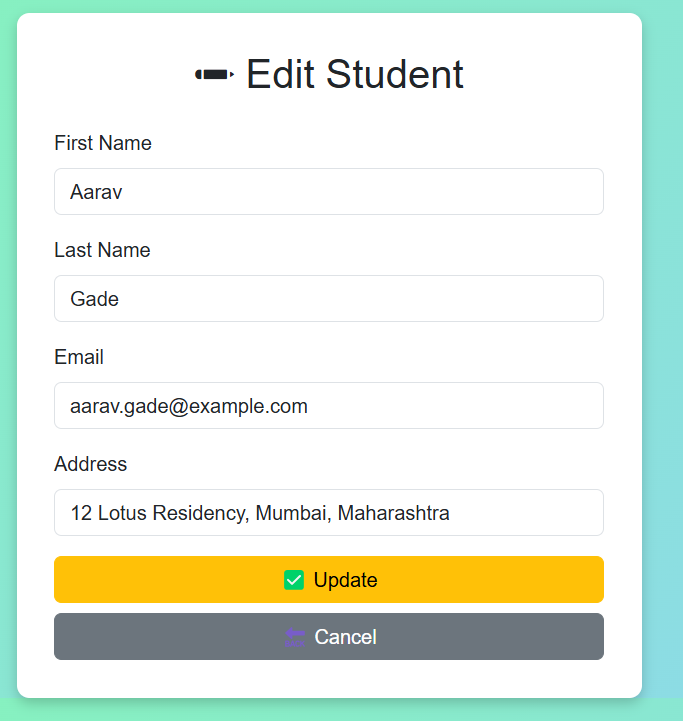 ✏ Edit Student
First Name
Aarav
Last Name
Gade
Email
aarav.gade@example.com
Address
12 Lotus Residency, Mumbai, Maharashtra
✅ Update
🔙 Cancel